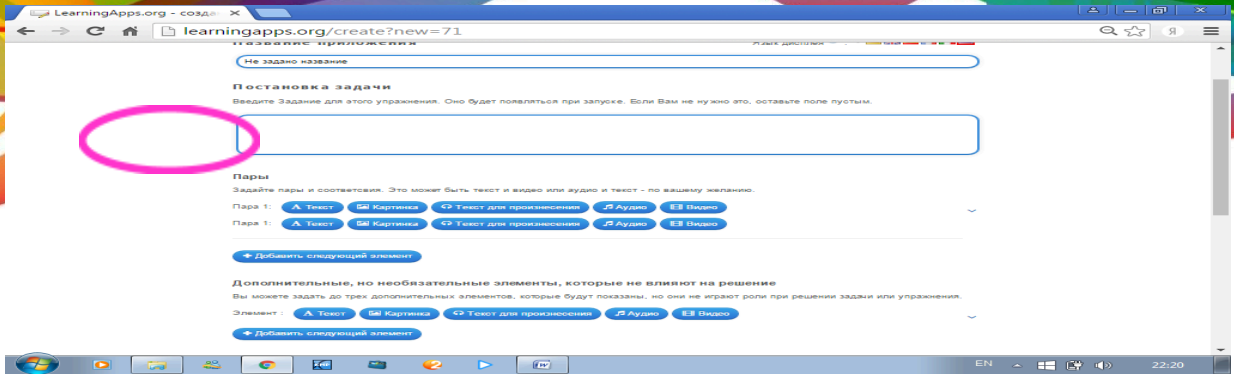 LearningApps.org - созда
learningapps.org/create?new=71
Название приложения
Не задано название
Постановка задачи
Введите Задание для этого упражнения. Оно будет появляться при запуске. Если Вам не нужно это, оставьте поле пустым.
Пары
Задайте пары и соответсвия. Это может быть текст и видео или аудио и текст - по вашему желанию.
Пара 1: Текст Картинка Текст для произнесения Аудио Видео
Пара 1: Текст Картинка Текст для произнесения Аудио Видео
Добавить следующий элемент
Дополнительные, но необязательные элементы, которые не влияют на решение
Вы можете задать до трех дополнительных элементов, которые будут показаны, но они не играют роли при решении задачи или упражнения.
Элемент : Текст Картинка Текст для произнесения Аудио Видео
Добавить следующий элемент
EN 22:20